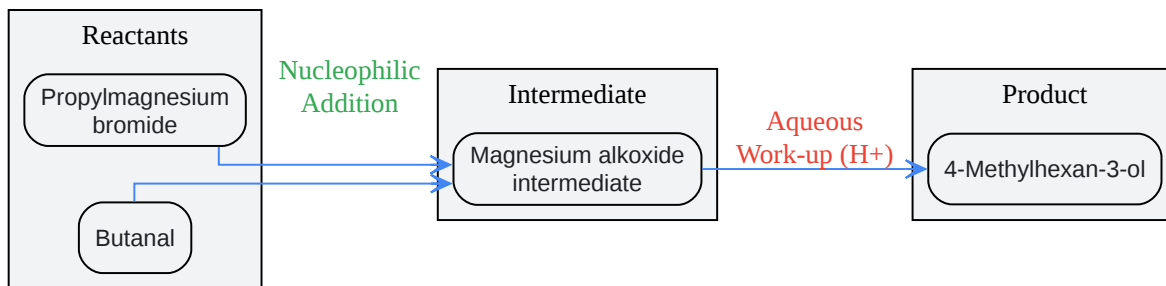 Reactants
Propylmagnesium
bromide
Butanal
Nucleophilic
Addition
Intermediate
Magnesium alkoxide
intermediate
Aqueous
Work-up (H+)
Product
4-Methylhexan-3-ol